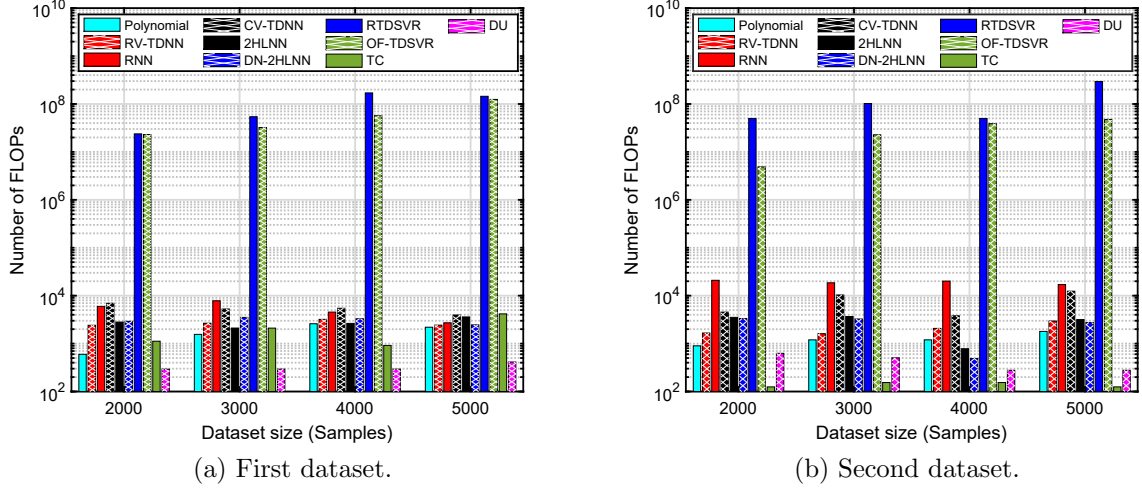 10^10
Polynomial
CV-TDNN
RTDSVR
DU
RV-TDNN
2HLNN
OF-TDSVR
RNN
DN-2HLNN
TC
10^8
10^6
10^4
10^2
Number of FLOPs
2000 3000 4000 5000
Dataset size (Samples)
(a) First dataset.
10^10
Polynomial
CV-TDNN
RTDSVR
DU
RV-TDNN
2HLNN
OF-TDSVR
RNN
DN-2HLNN
TC
10^8
10^6
10^4
10^2
Number of FLOPs
2000 3000 4000 5000
Dataset size (Samples)
(b) Second dataset.